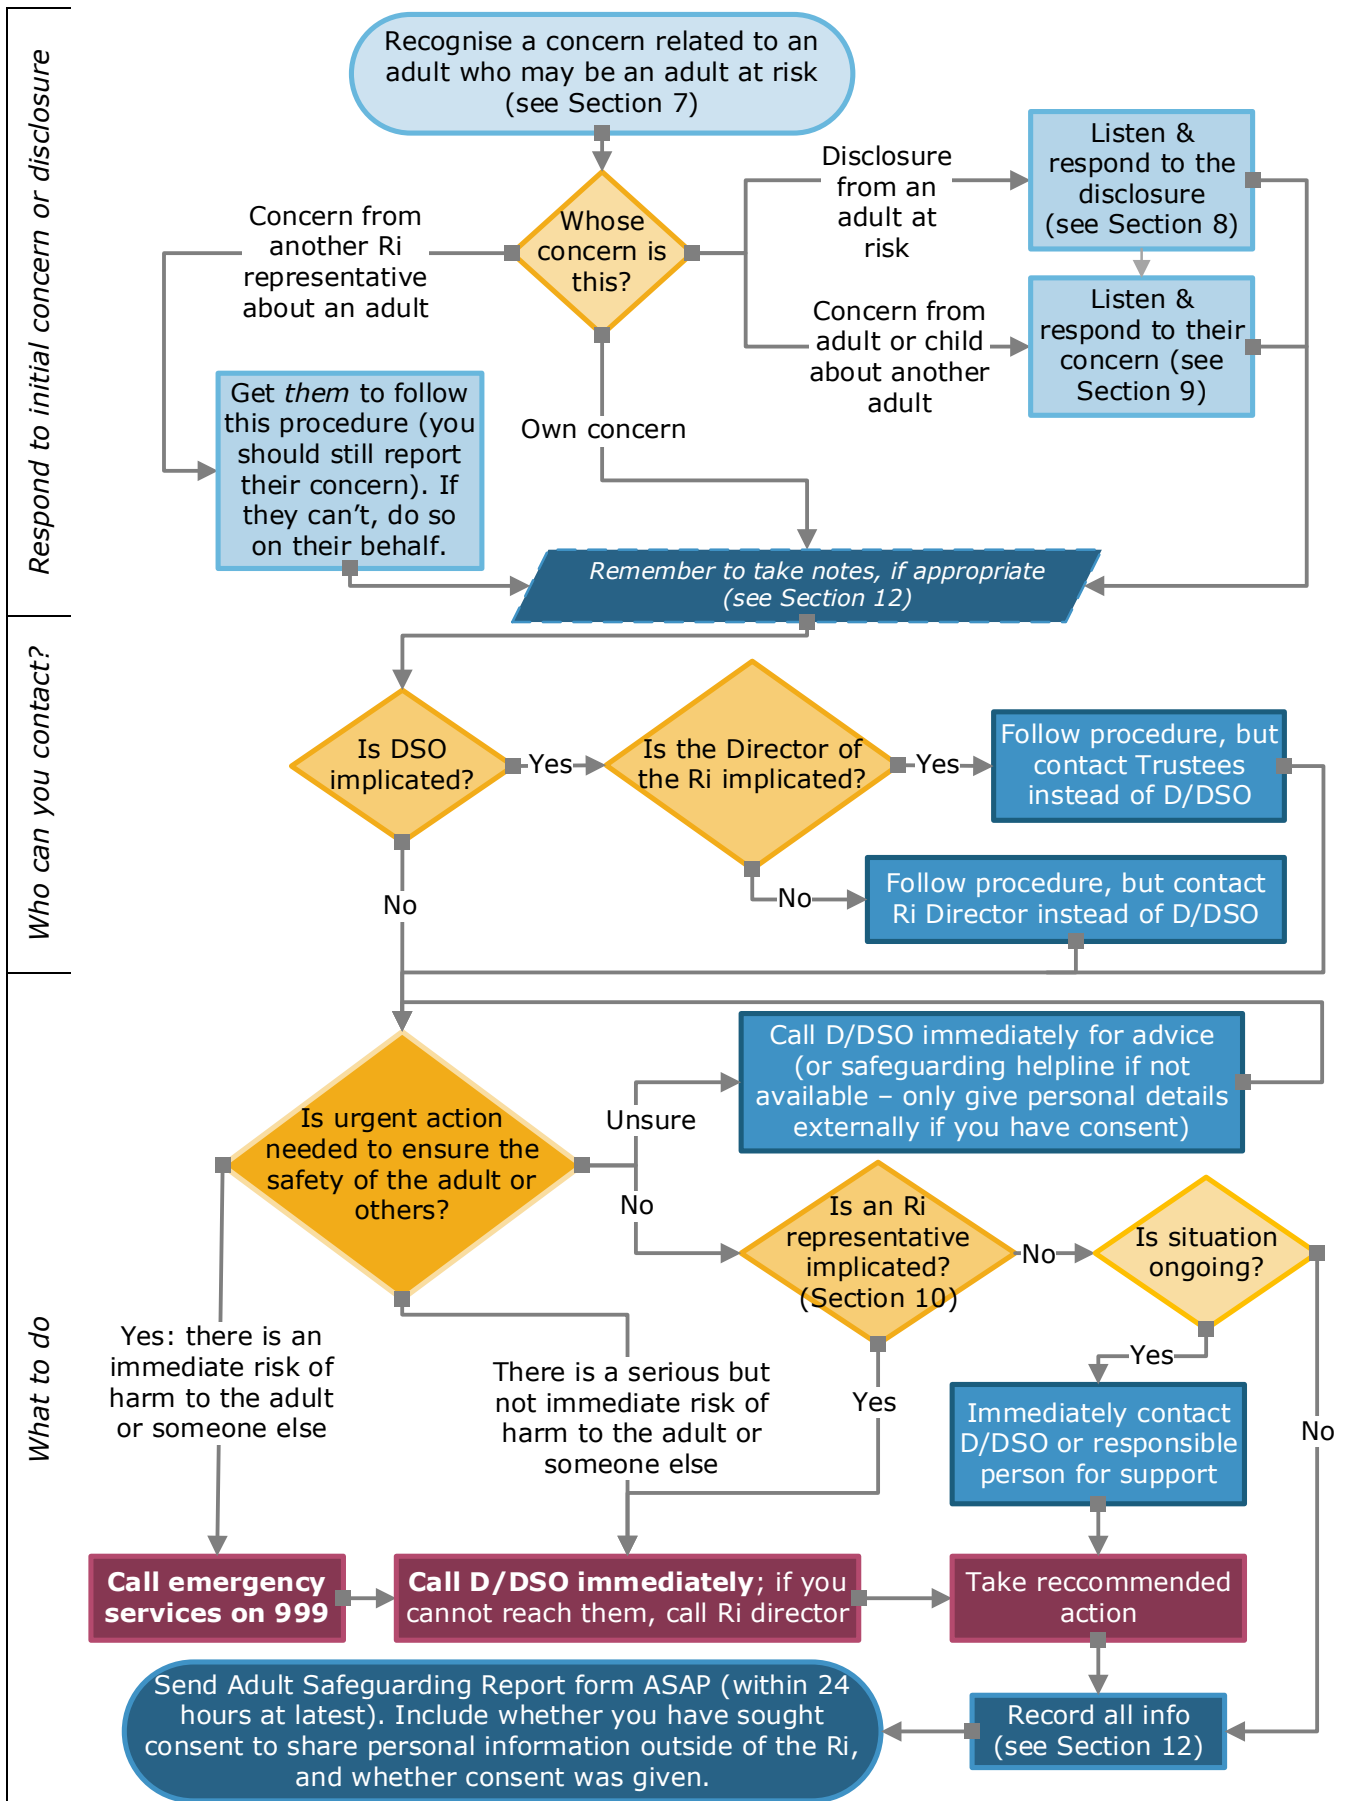 Respond to initial concern or disclosure
Recognise a concern related to an
adult who may be an adult at risk
(see Section 7)
Whose
concern is
this?
Concern from
another Ri
representative
about an adult
Disclosure
from an
adult at
risk
Listen &
respond to the
disclosure
(see Section 8)
Concern from
adult or child
about another
adult
Listen &
respond to their
concern (see
Section 9)
Get them to follow
this procedure (you
should still report
their concern). If
they can't, do so
on their behalf.
Own concern
Remember to take notes, if appropriate
(see Section 12)
Who can you contact?
Is DSO
implicated?
Yes
Is the Director of
the Ri implicated?
Yes
Follow procedure, but
contact Trustees
instead of D/DSO
No
No
Follow procedure, but contact
Ri Director instead of D/DSO
What to do
Is urgent action
needed to ensure the
safety of the adult or
others?
Unsure
Call D/DSO immediately for advice
(or safeguarding helpline if not
available – only give personal details
externally if you have consent)
No
Is an Ri
representative
implicated?
(Section 10)
No
Is situation
ongoing?
Yes: there is an
immediate risk of
harm to the adult
or someone else
There is a serious but
not immediate risk of
harm to the adult or
someone else
Yes
Yes
No
Immediately contact
D/DSO or responsible
person for support
Call emergency
services on 999
Call D/DSO immediately; if you
cannot reach them, call Ri director
Take reccommended
action
Send Adult Safeguarding Report form ASAP (within 24
hours at latest). Include whether you have sought
consent to share personal information outside of the Ri,
and whether consent was given.
Record all info
(see Section 12)